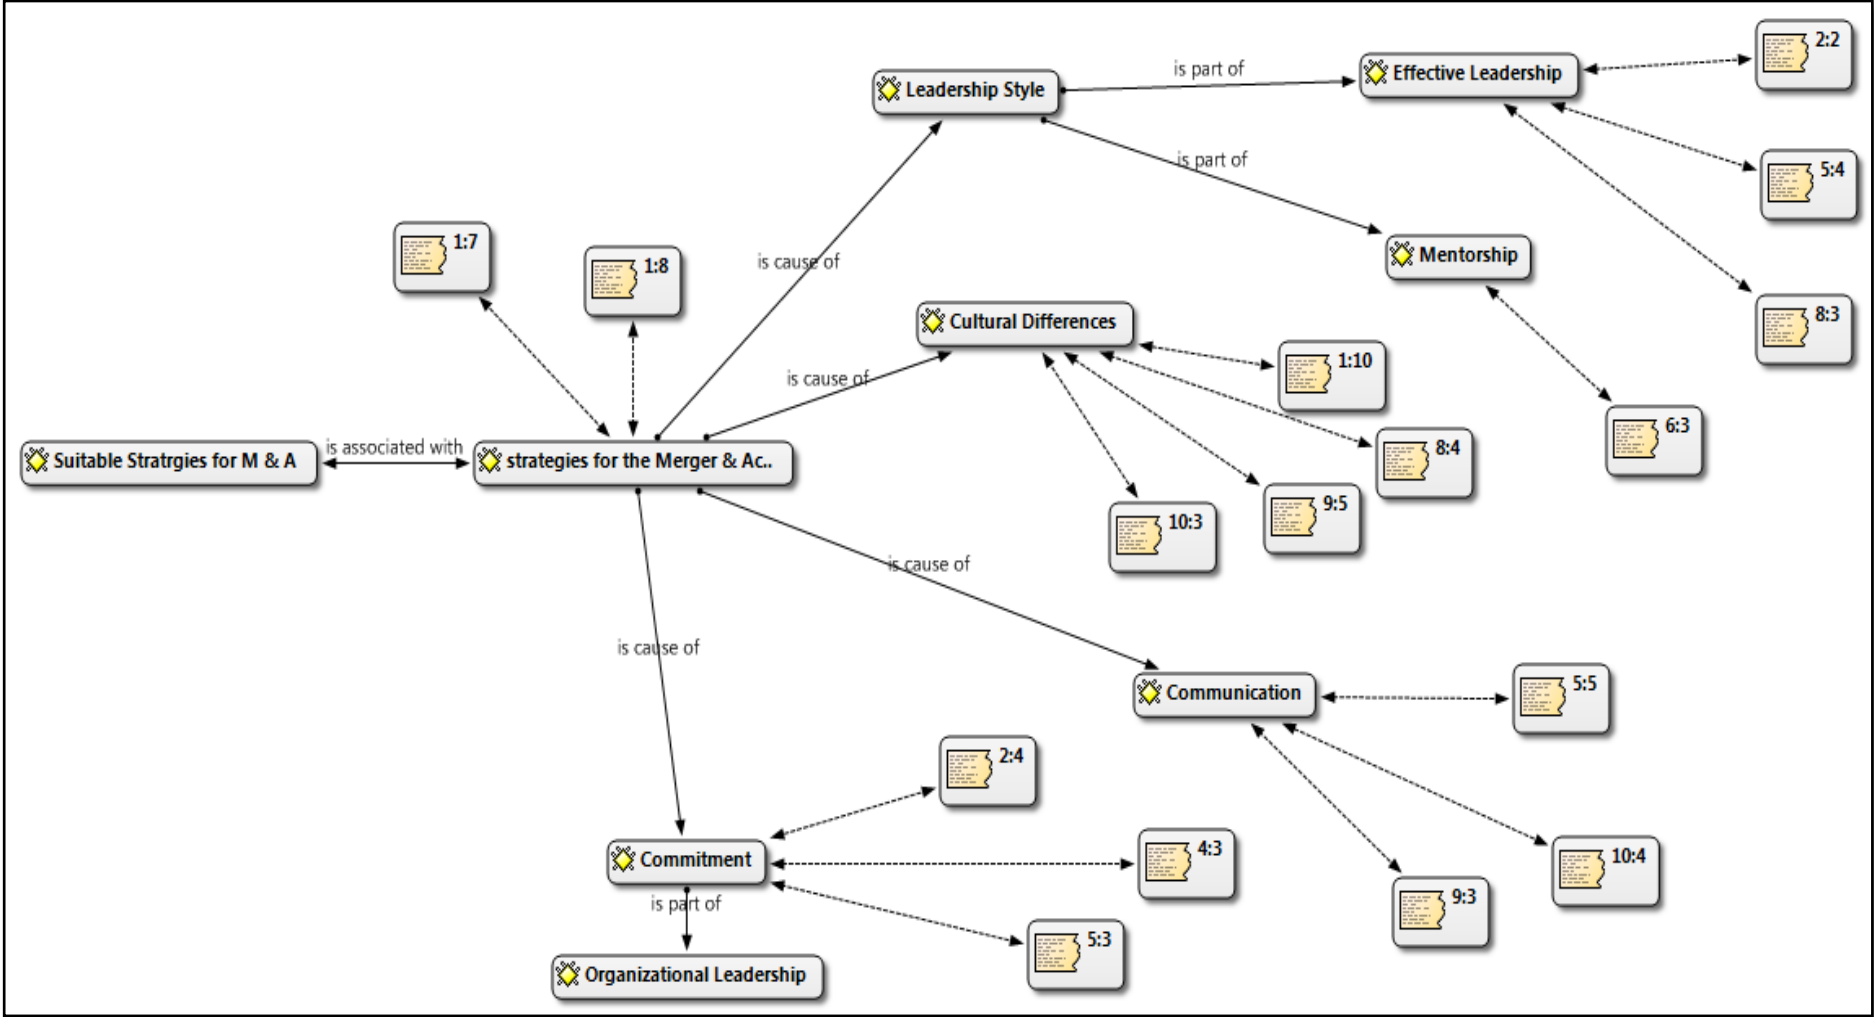 2:2
Effective Leadership
is part of
Leadership Style
is part of
5:4
1:7
1:8
is cause of
Mentorship
8:3
Cultural Differences
1:10
is cause of
6:3
is associated with
8:4
Suitable Stratrgies for M & A
strategies for the Merger & Ac..
9:5
10:3
is cause of
is cause of
5:5
Communication
2:4
4:3
10:4
Commitment
9:3
is part of
5:3
Organizational Leadership